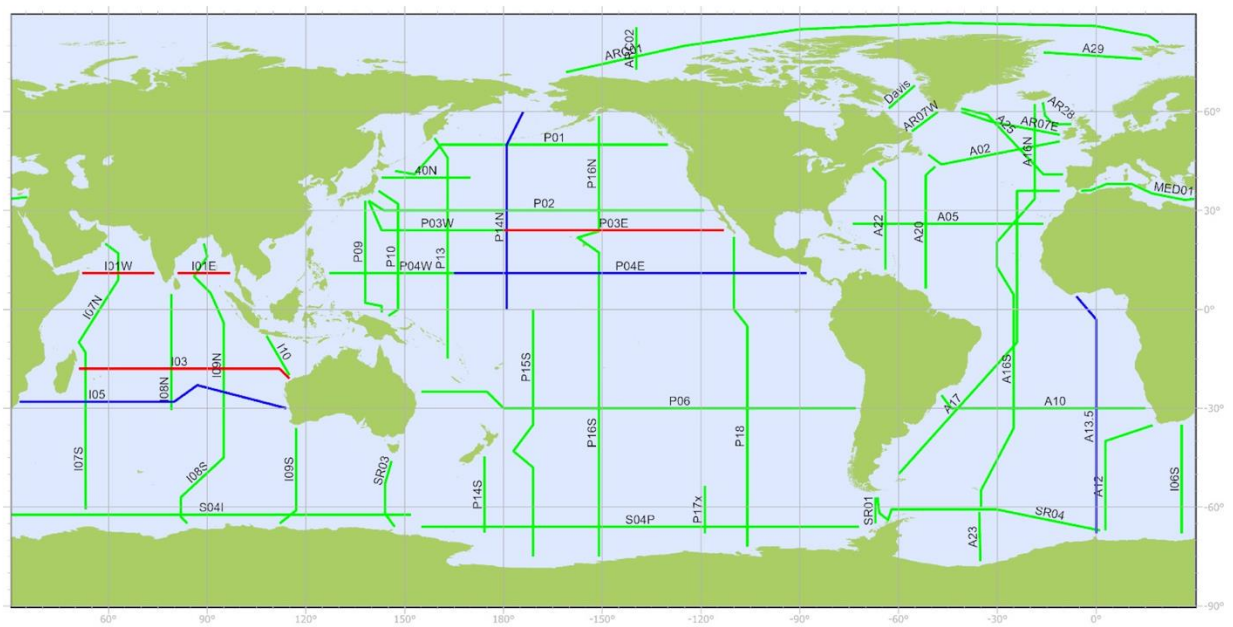 ARC02
ARC01
A29
Davis
AR07W
AR28
A25
AR07E
60°
P01
A02
A16N
40N
P16N
MED01
P02
30°
P03W
P14N
P03E
A22
A20
A05
P09
P10
P13
I01W
I01E
P04W
P04E
I07N
0°
I10
I03
I09N
P15S
I08N
A16S
I05
P06
A17
A10
-30°
P16S
P18
A13.5
I07S
I08S
I09S
SR03
P14S
P17x
A12
I06S
S04I
S04P
SR01
SR04
-60°
A23
-90°
60°
90°
120°
150°
180°
-150°
-120°
-90°
-60°
-30°
0°